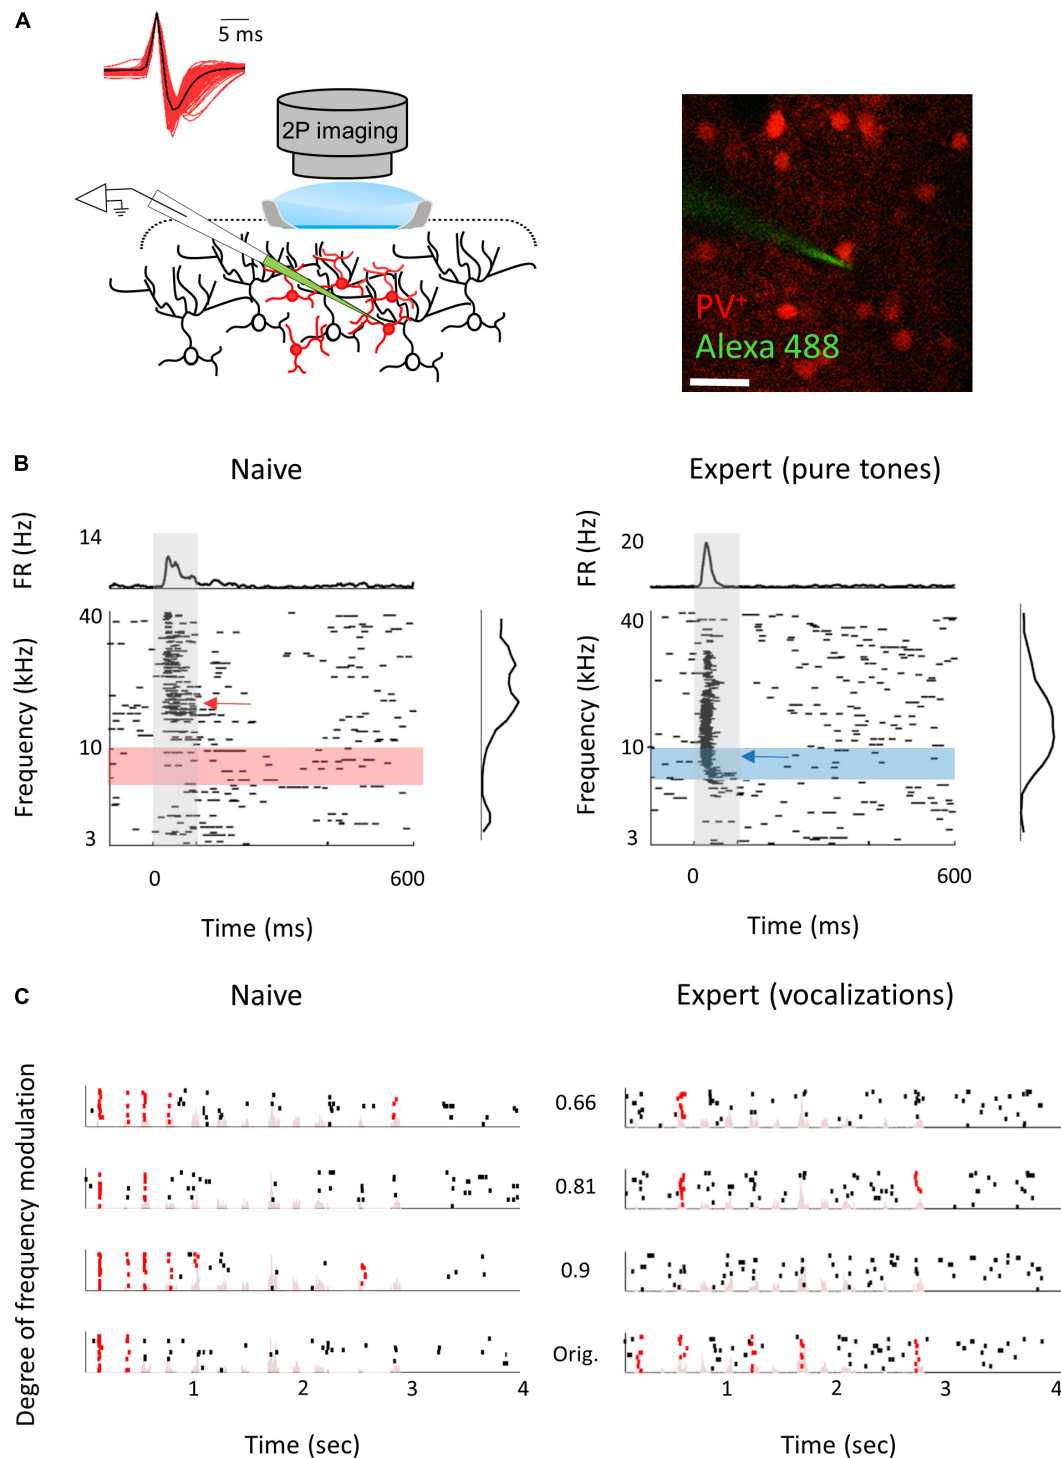 A
5 ms
2P imaging
PV+
Alexa 488
B
Naive
Expert (pure tones)
FR (Hz)
14
FR (Hz)
20
Frequency (kHz)
40
10
3
Frequency (kHz)
40
10
3
0
600
0
600
Time (ms)
Time (ms)
C
Naive
Expert (vocalizations)
Degree of frequency modulation
0.66
0.81
0.9
Orig.
1
2
3
4
1
2
3
4
Time (sec)
Time (sec)